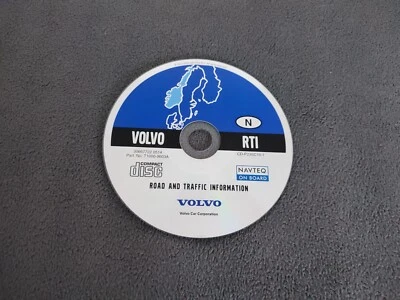 N
VOLVO
RTI
COMPACT
disc
NAVTEQ
ON BOARD
ROAD AND TRAFFIC INFORMATION
VOLVO
Volvo Car Corporation